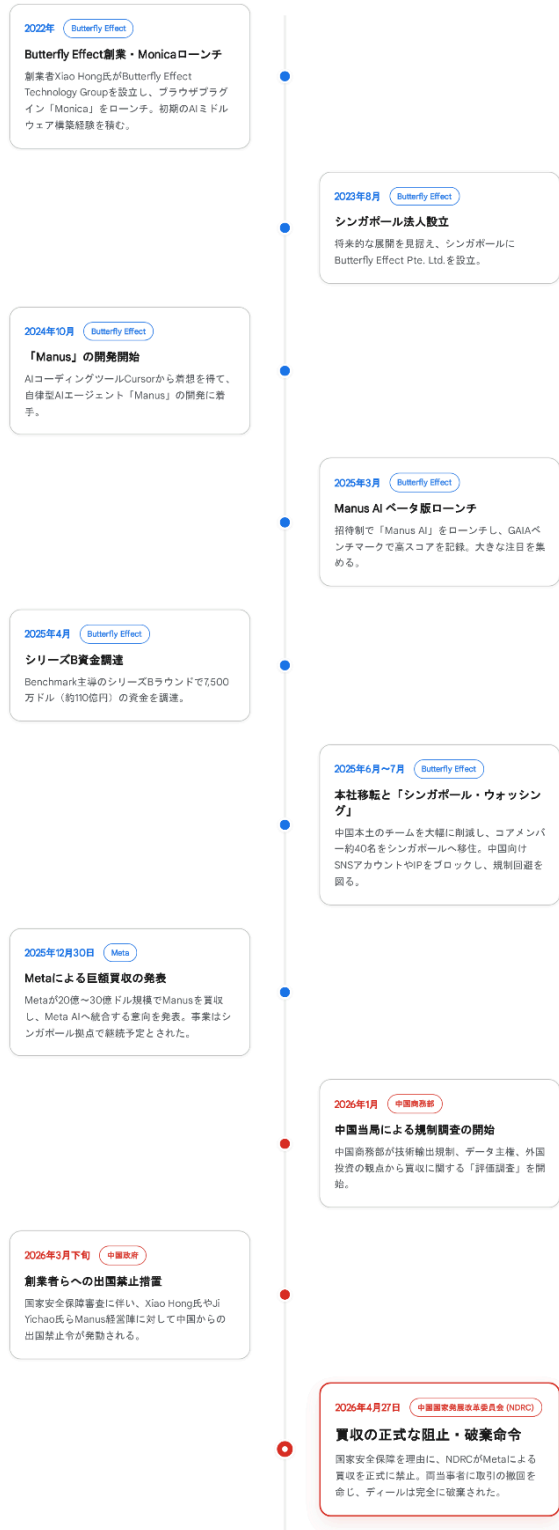 2022年 Butterfly Effect
Butterfly Effect創業・Monicaローンチ
創業者Xiao Hong氏がButterfly Effect
Technology Groupを設立し、ブラウザプラグ
イン「Monica」をローンチ。初期のAIミドル
ウェア構築経験を積む。
2023年8月 Butterfly Effect
シンガポール法人設立
将来的な展開を見据え、シンガポールに
Butterfly Effect Pte. Ltd.を設立。
2024年10月 Butterfly Effect
「Manus」の開発開始
AIコーディングツールCursorから着想を得て、
自律型AIエージェント「Manus」の開発に着
手。
2025年3月 Butterfly Effect
Manus AI ベータ版ローンチ
招待制で「Manus AI」をローンチし、GAIAベ
ンチマークで高スコアを記録。大きな注目を集
める。
2025年4月 Butterfly Effect
シリーズB資金調達
Benchmark主導のシリーズBラウンドで7,500
万ドル（約110億円）の資金を調達。
2025年6月〜7月 Butterfly Effect
本社移転と「シンガポール・ウォッシン
グ」
中国本土のチームを大幅に削減し、コアメンバ
ー約40名をシンガポールへ移住。中国向け
SNSアカウントやIPをブロックし、規制回避を
図る。
2025年12月30日 Meta
Metaによる巨額買収の発表
Metaが20億〜30億ドル規模でManusを買収
し、Meta AIへ統合する意向を発表。事業はシ
ンガポール拠点で継続予定とされた。
2026年1月 中国商務部
中国当局による規制調査の開始
中国商務部が技術輸出規制、データ主権、外国
投資の観点から買収に関する「評価調査」を開
始。
2026年3月下旬 中国政府
創業者らへの出国禁止措置
国家安全保障審査に伴い、Xiao Hong氏やJi
Yichao氏らManus経営陣に対して中国からの
出国禁止令が発動される。
2026年4月27日 中国国家発展改革委員会 (NDRC)
買収の正式な阻止・破棄命令
国家安全保障を理由に、NDRCがMetaによる
買収を正式に禁止。両当事者に取引の撤回を
命じ、ディールは完全に破棄された。